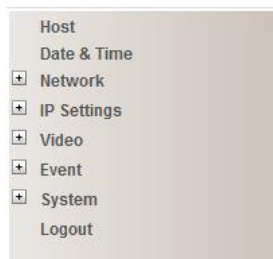 Host
Date & Time
Network
IP Settings
Video
Event
System
Logout